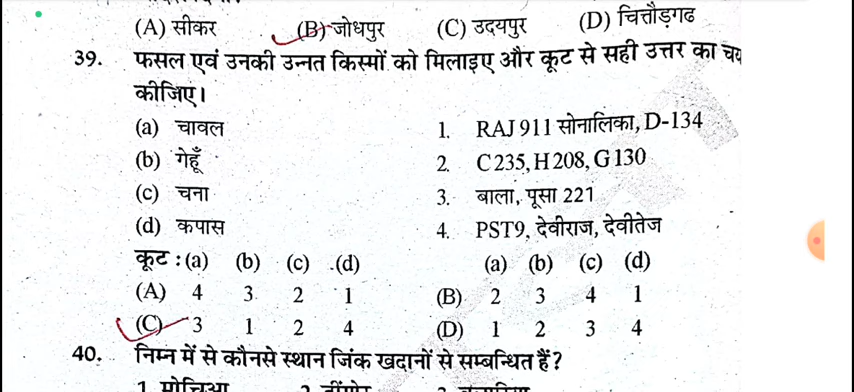 (A) सीकर (B) जोधपुर (C) उदयपुर (D) चित्तौड़गढ
39. फसल एवं उनकी उन्नत किस्मों को मिलाइए और कूट से सही उत्तर का चय
कीजिए।
(a) चावल 1. RAJ 911 सोनालिका, D-134
(b) गेहूँ 2. C 235, H 208, G 130
(c) चना 3. बाला, पूसा 221
(d) कपास 4. PST9, देवीराज, देवीतेज
कूट : (a) (b) (c) (d) (a) (b) (c) (d)
(A) 4 3 2 1 (B) 2 3 4 1
(C) 3 1 2 4 (D) 1 2 3 4
40. निम्न में से कौनसे स्थान जिंक खदानों से सम्बन्धित हैं?